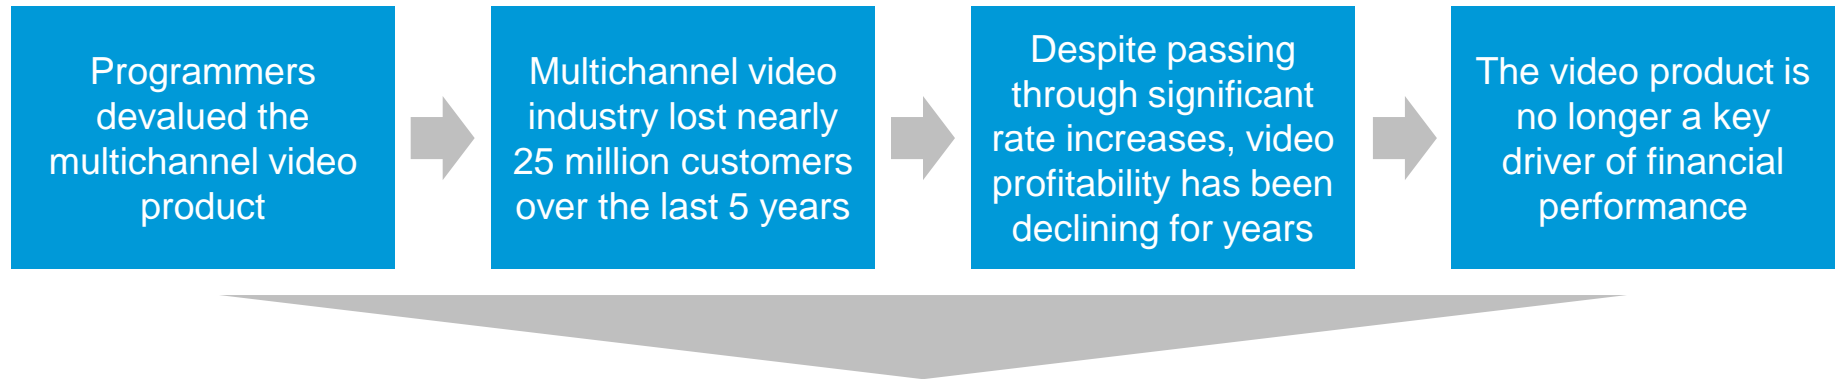 Programmers
devalued the
multichannel video
product
Multichannel video
industry lost nearly
25 million customers
over the last 5 years
Despite passing
through significant
rate increases, video
profitability has been
declining for years
The video product is
no longer a key
driver of financial
performance